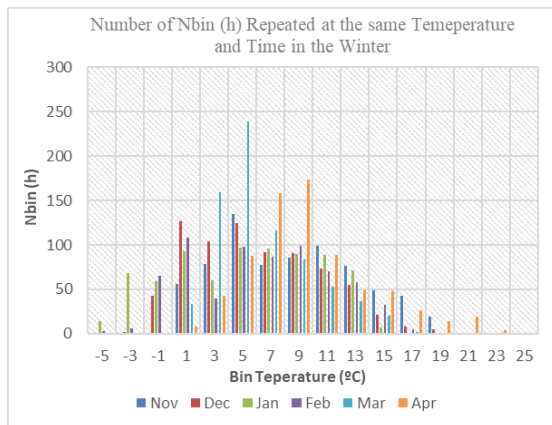 Number of Nbin (h) Repeated at the same Temeperature
and Time in the Winter
300
250
200
150
100
50
0
Nbin (h)
-5 -3 -1 1 3 5 7 9 11 13 15 17 19 21 23 25
Bin Teperature (ºC)
Nov Dec Jan Feb Mar Apr